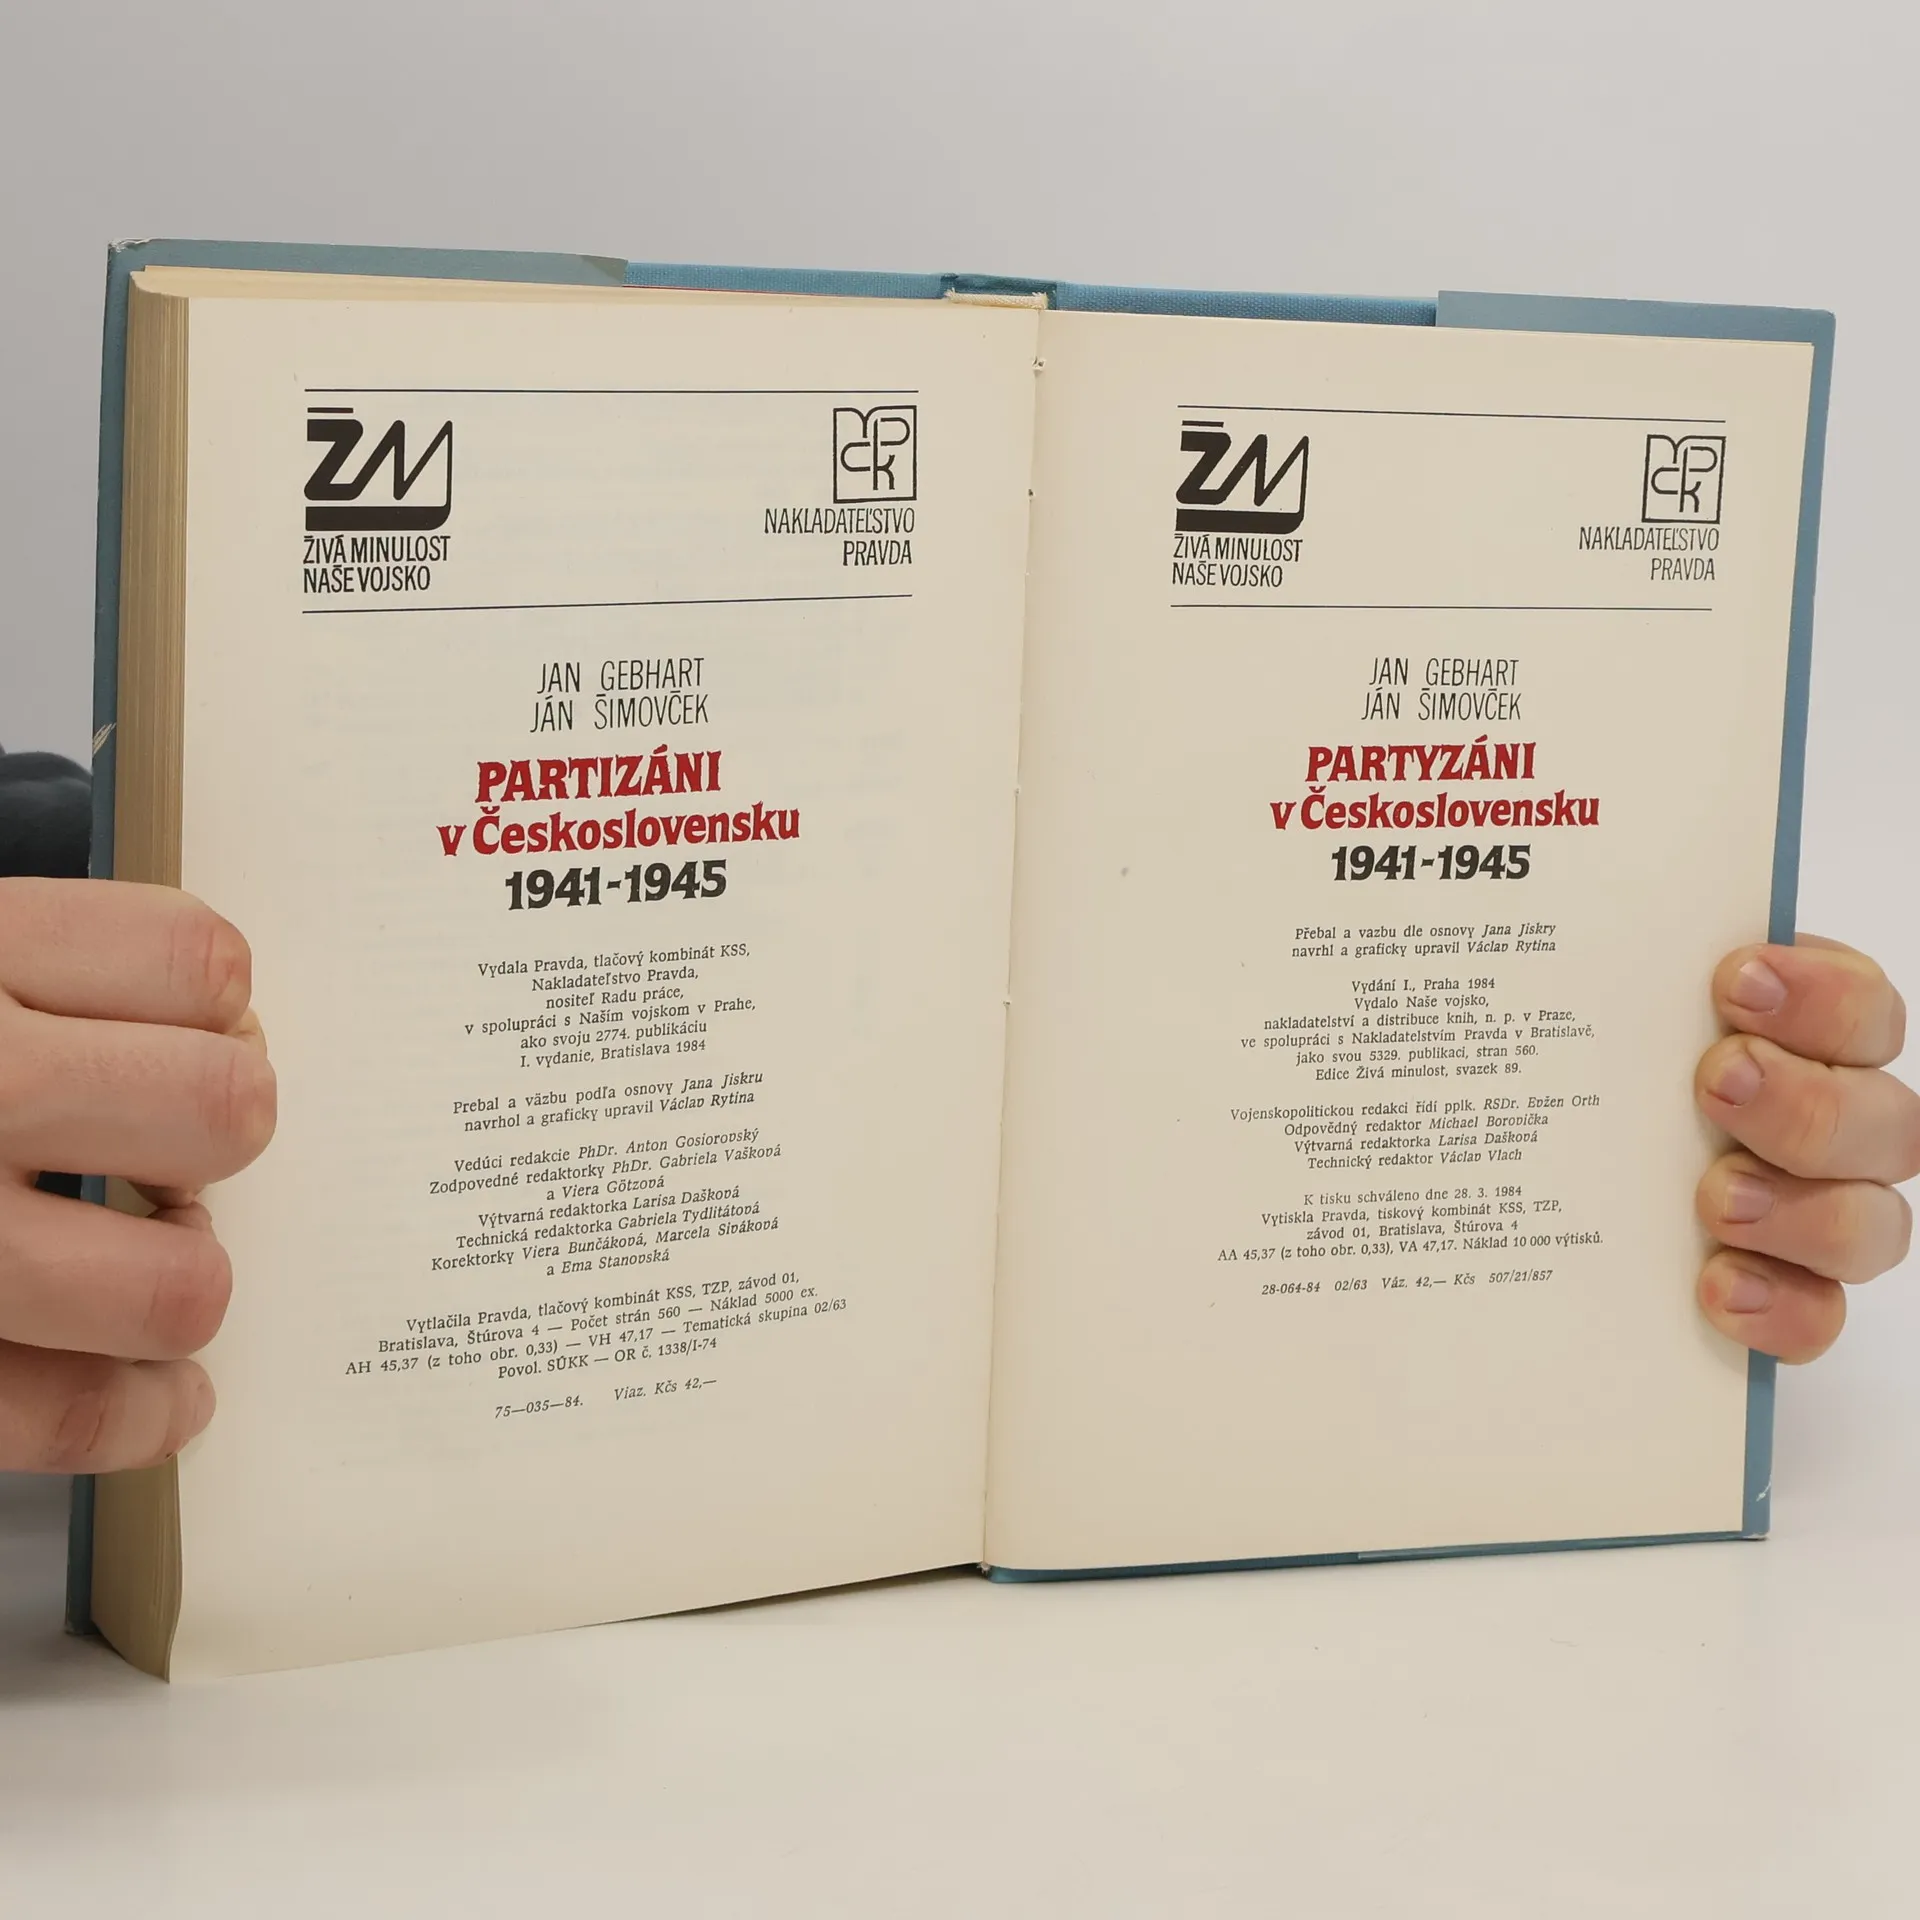 ŽM
ŽIVÁ MINULOST
NAŠE VOJSKO
NAKLADATEĽSTVO
PRAVDA
JAN GEBHART
JÁN ŠIMOVČEK
PARTIZÁNI
v Československu
1941-1945
Vydala Pravda, tlačový kombinát KSS,
Nakladateľstvo Pravda,
nositeľ Radu práce,
v spolupráci s Naším vojskom v Prahe,
ako svoju 2774. publikáciu
I. vydanie, Bratislava 1984
Prebal a väzbu podľa osnovy Jana Jiskru
navrhol a graficky upravil Václav Rytina
Vedúci redakcie PhDr. Anton Gosiorovský
Zodpovedné redaktorky PhDr. Gabriela Vašková
a Viera Götzová
Výtvarná redaktorka Larisa Dašková
Technická redaktorka Gabriela Tydlitátová
Korektorky Viera Bunčáková, Marcela Siváková
a Ema Stanovská
Vytlačila Pravda, tlačový kombinát KSS, TZP, závod 01,
Bratislava, Štúrova 4 — Počet strán 560 — Náklad 5000 ex.
AH 45,37 (z toho obr. 0,33) — VH 47,17 — Tematická skupina 02/63
Povol. SÚKK — OR č. 1338/I-74
75—035—84. Viaz. Kčs 42,—
ŽM
ŽIVÁ MINULOST
NAŠE VOJSKO
NAKLADATEĽSTVO
PRAVDA
JAN GEBHART
JÁN ŠIMOVČEK
PARTYZÁNI
v Československu
1941-1945
Přebal a vazbu dle osnovy Jana Jiskry
navrhl a graficky upravil Václav Rytina
Vydání I., Praha 1984
Vydalo Naše vojsko,
nakladatelství a distribuce knih, n. p. v Praze,
ve spolupráci s Nakladatelstvím Pravda v Bratislavě,
jako svou 5329. publikaci, stran 560.
Edice Živá minulost, svazek 89.
Vojenskopolitickou redakci řídí pplk. RSDr. Evžen Orth
Odpovědný redaktor Michael Borovička
Výtvarná redaktorka Larisa Dašková
Technický redaktor Václav Vlach
K tisku schváleno dne 28. 3. 1984
Vytiskla Pravda, tiskový kombinát KSS, TZP,
závod 01, Bratislava, Štúrova 4
AA 45,37 (z toho obr. 0,33), VA 47,17. Náklad 10 000 výtisků.
28-064-84 02/63 Váz. 42,— Kčs 507/21/857